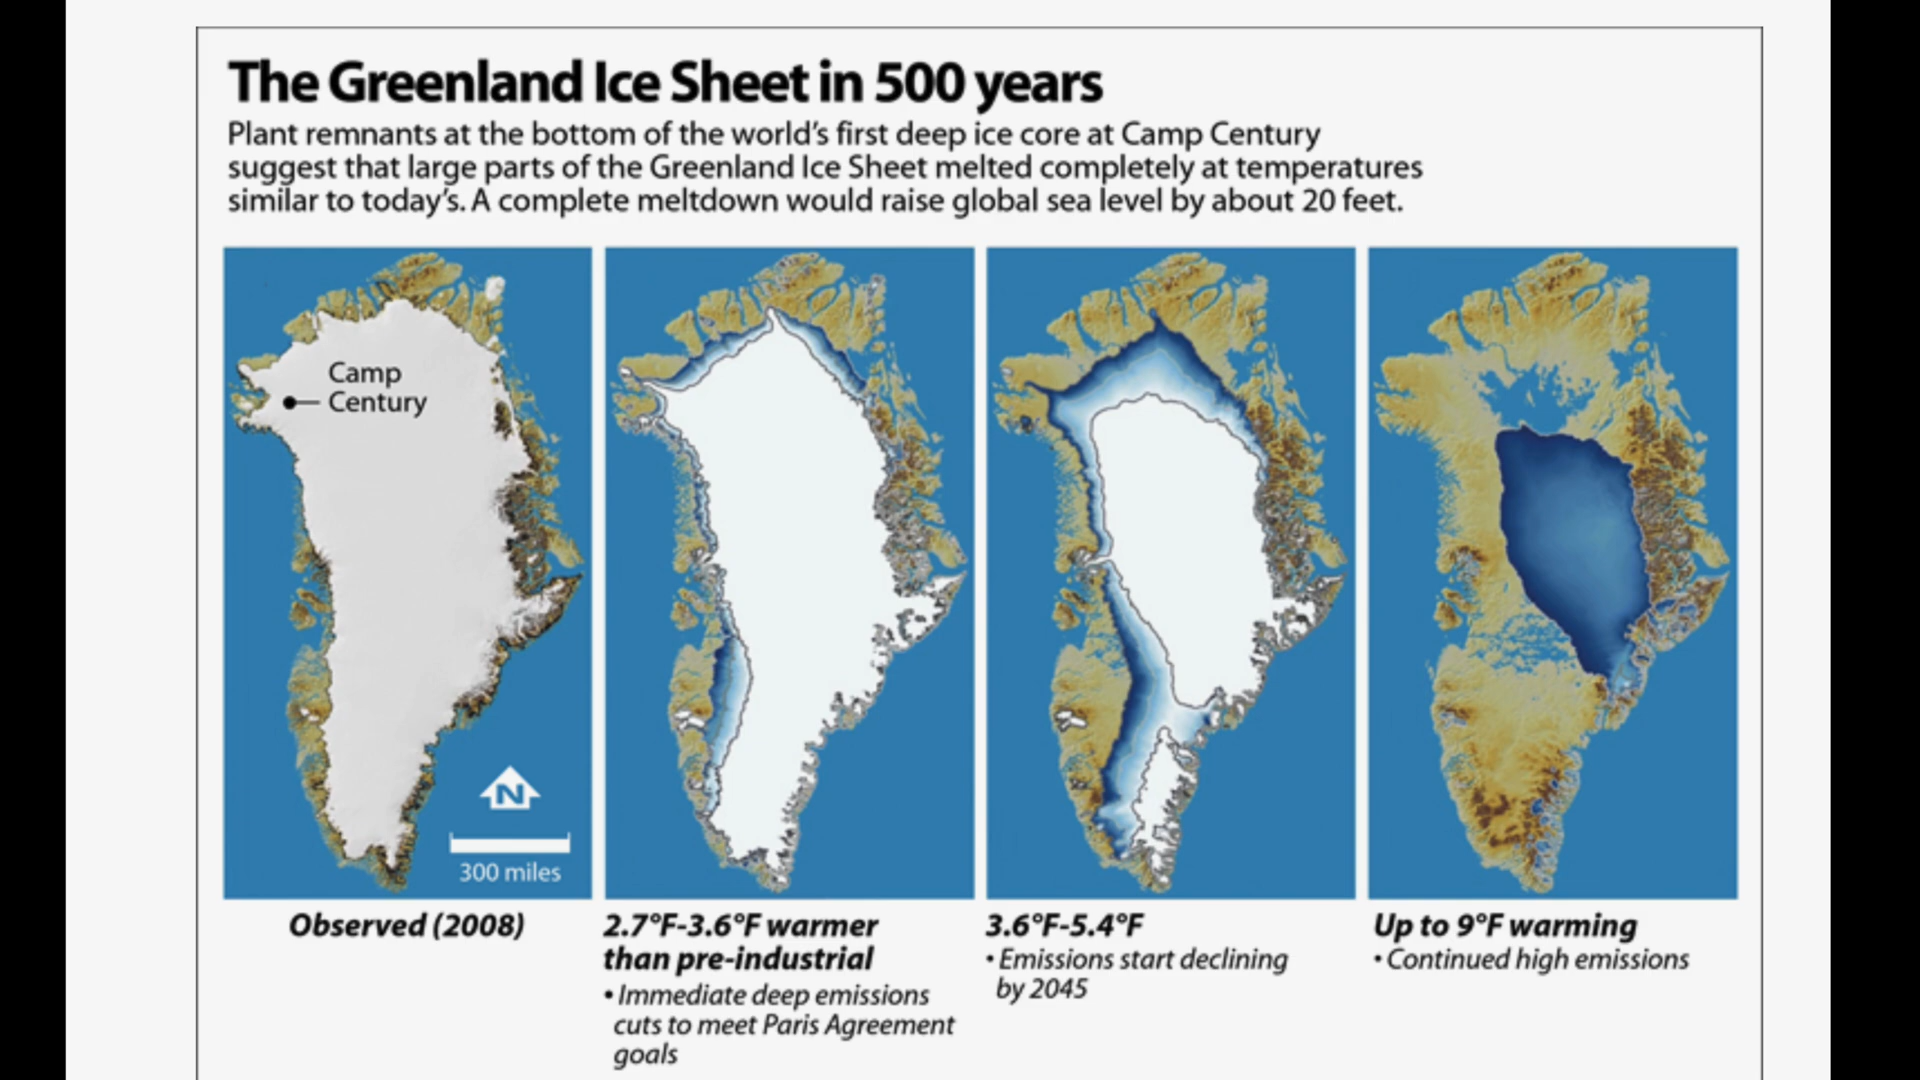 The Greenland Ice Sheet in 500 years
Plant remnants at the bottom of the world's first deep ice core at Camp Century
suggest that large parts of the Greenland Ice Sheet melted completely at temperatures
similar to today's. A complete meltdown would raise global sea level by about 20 feet.
Camp
Century
N
300 miles
Observed (2008)
2.7°F-3.6°F warmer
than pre-industrial
• Immediate deep emissions
cuts to meet Paris Agreement
goals
3.6°F-5.4°F
• Emissions start declining
by 2045
Up to 9°F warming
• Continued high emissions